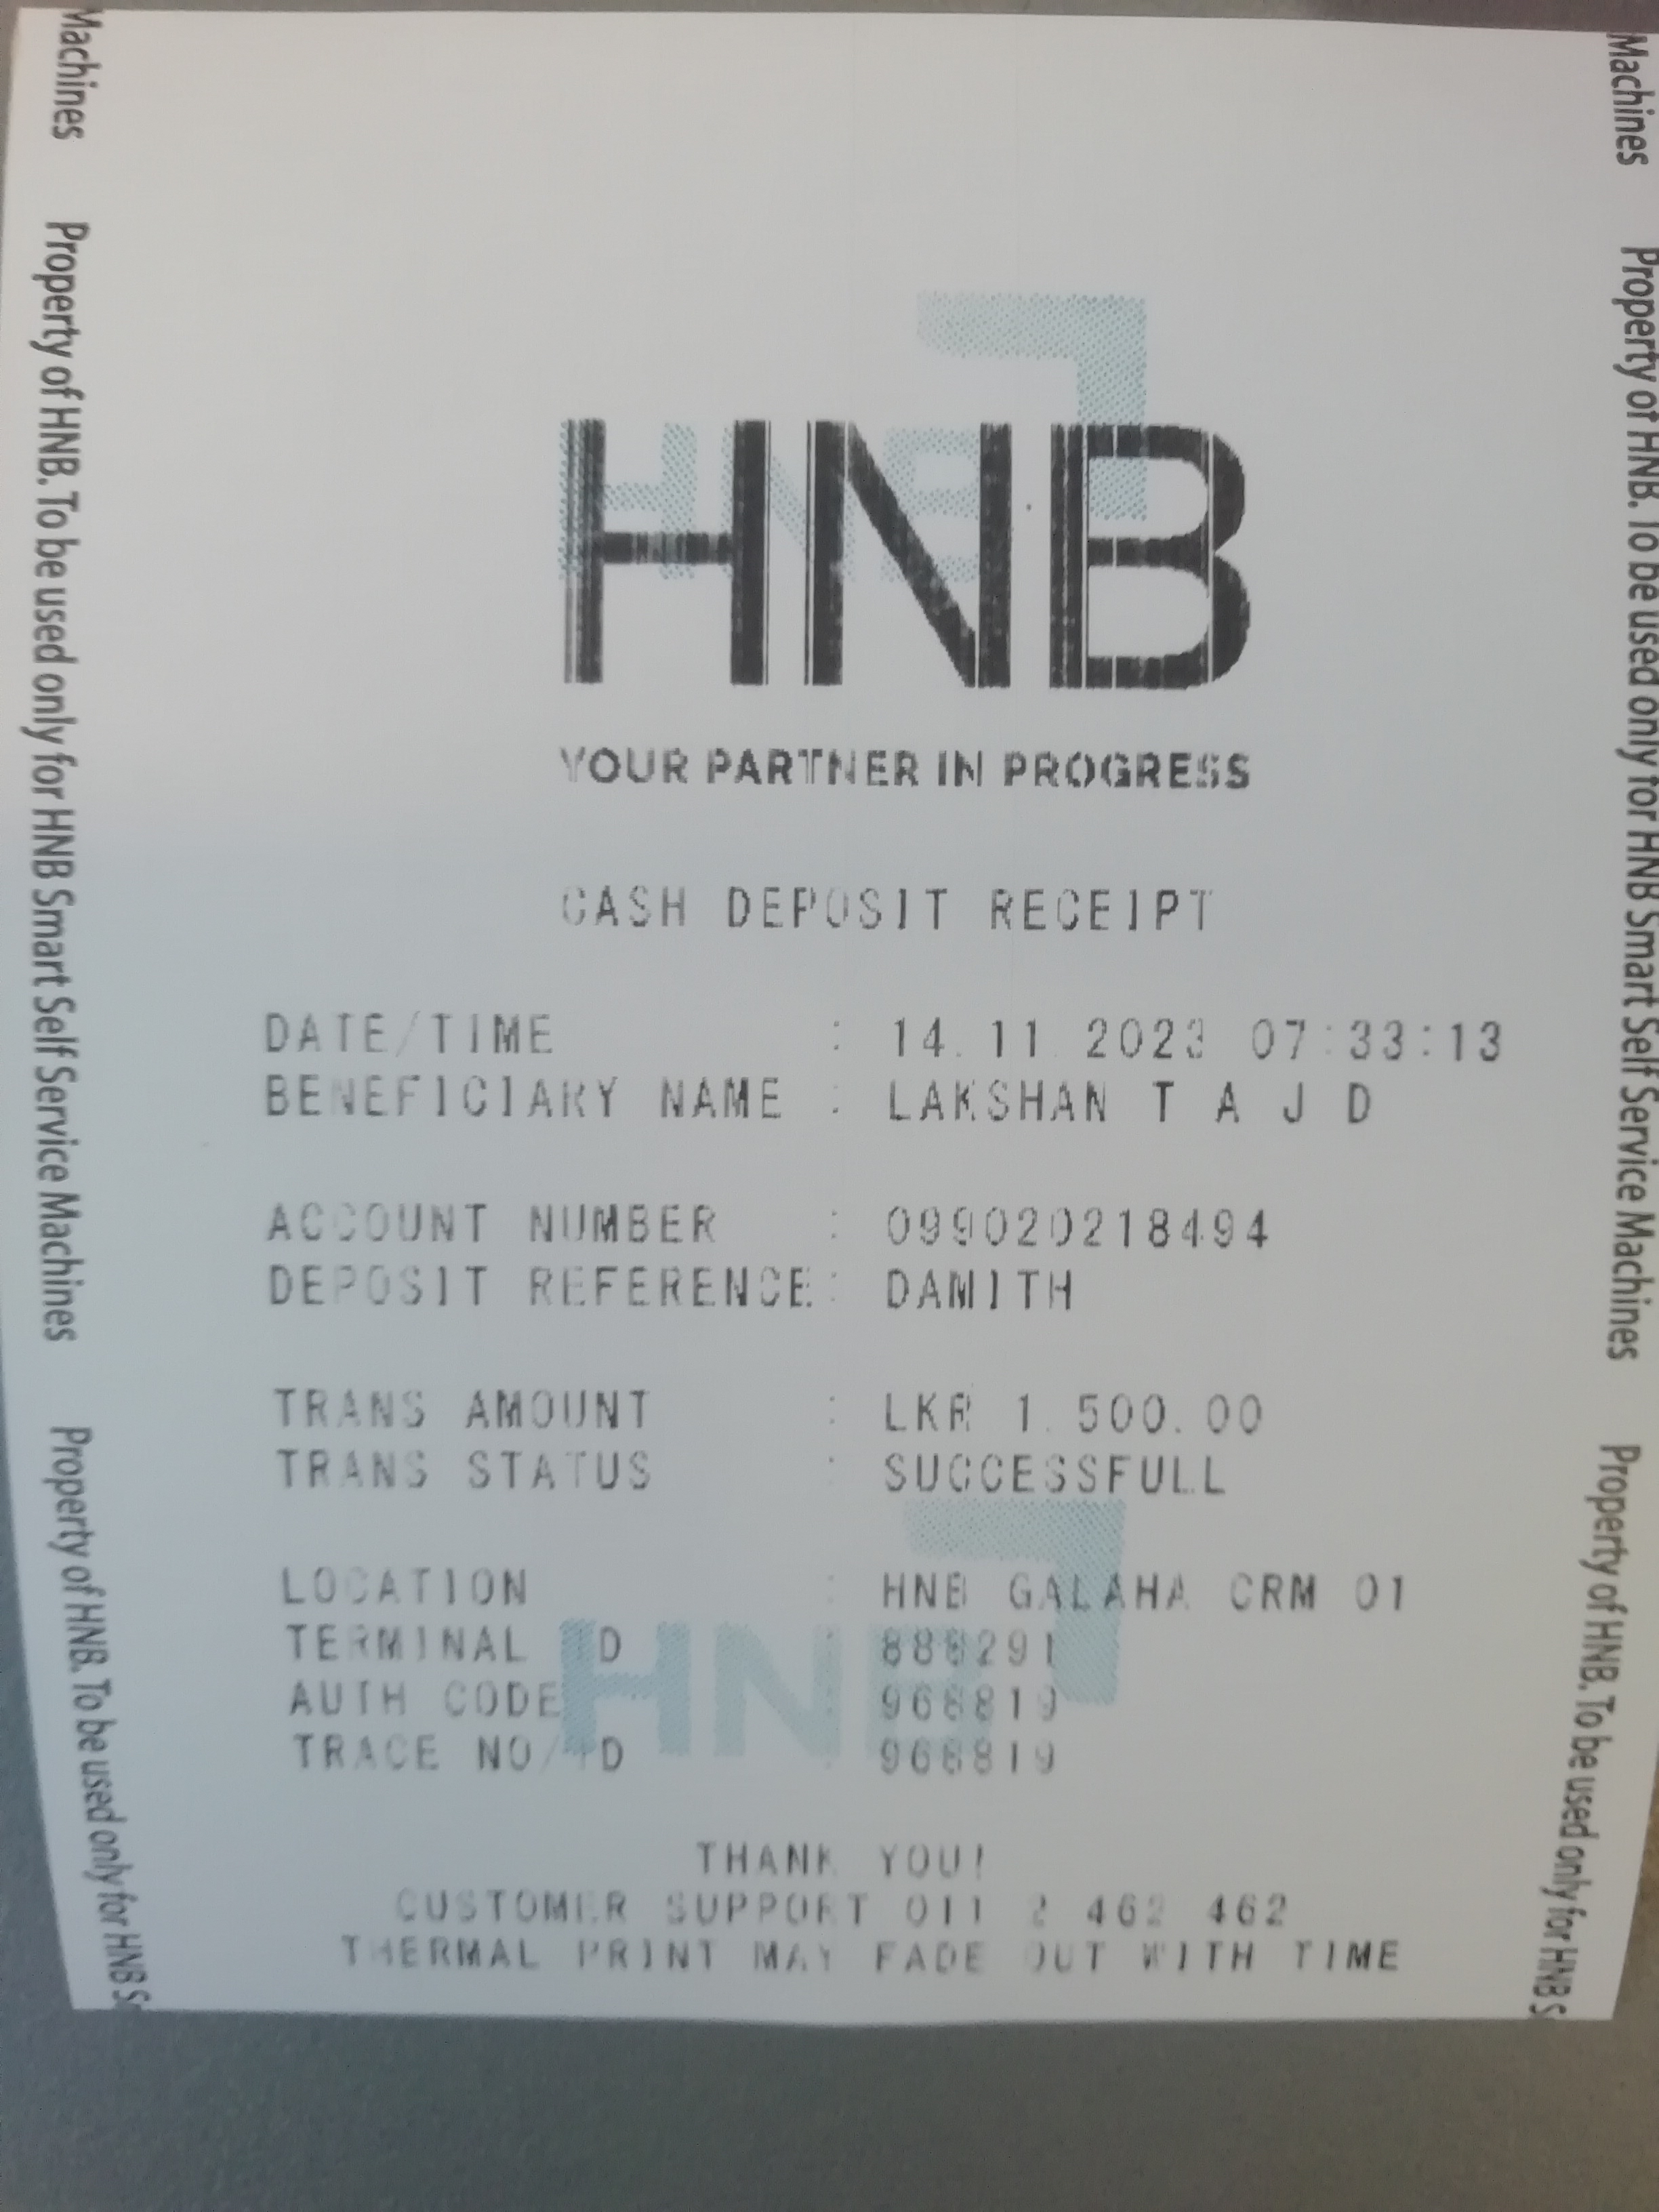 HNB
YOUR PARTNER IN PROGRESS
CASH DEPOSIT RECEIPT
DATE/TIME : 14.11.2023 07:33:13
BENEFICIARY NAME : LAKSHAN T A J D
ACCOUNT NUMBER : 099020218494
DEPOSIT REFERENCE: DAMITH
TRANS AMOUNT : LKR 1 500.00
TRANS STATUS : SUCCESSFULL
LOCATION : HNB GALAHA CRM 01
TERMINAL ID :
AUTH CODE :
TRACE NO/ID :
THANK YOU!
CUSTOMER SUPPORT 011 2 462 462
THERMAL PRINT MAY FADE OUT WITH TIME
HNB
HNB
Machines Property of HNB. To be used only for HNB Smart Self Service Machines Property of HNB. To be used only for HNB
Machines Property of HNB. To be used only for HNB Smart Self Service Machines Property of HNB. To be used only for HNB S